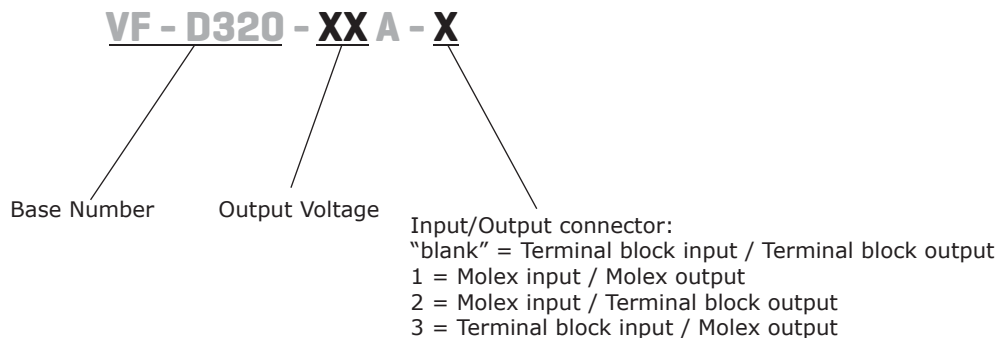 VF - D320 - XX A - X
Base Number
Output Voltage
Input/Output connector:
“blank” = Terminal block input / Terminal block output
1 = Molex input / Molex output
2 = Molex input / Terminal block output
3 = Terminal block input / Molex output